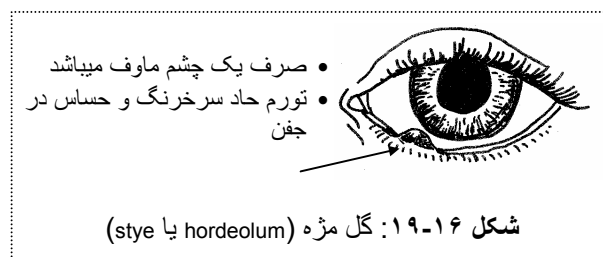 • صرف یک چشم ماوف میباشد
• تورم حاد سرخرنگ و حساس در
جفن
شکل ۱۶-۱۹: گل مژه (hordeolum یا stye)